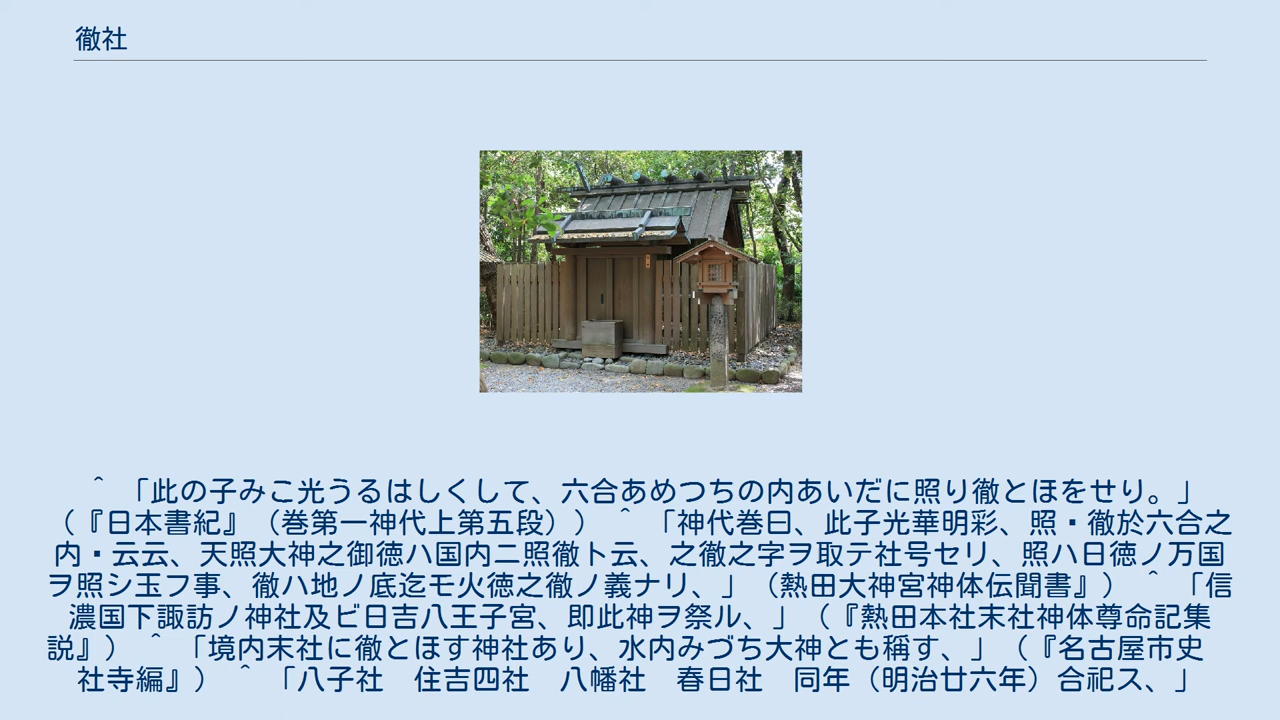 徹社
＾　「此の子みこ光うるはしくして、六合あめつちの内あいだに照り徹とほをせり。」
（『日本書紀』（巻第一神代上第五段））　＾　「神代巻曰、此子光華明彩、照・徹於六合之
内・云云、天照大神之御徳ハ国内ニ照徹ト云、之徹之字ヲ取テ社号セリ、照ハ日徳ノ万国
ヲ照シ玉フ事、徹ハ地ノ底迄モ火徳之徹ノ義ナリ、」（熱田大神宮神体伝聞書』）　＾　「信
濃国下諏訪ノ神社及ビ日吉八王子宮、即此神ヲ祭ル、」（『熱田本社末社神体尊命記集
説』）　＾　「境内末社に徹とほす神社あり、水内みづち大神とも稱す、」（『名古屋市史
社寺編』）　＾　「八子社　住吉四社　八幡社　春日社　同年（明治廿六年）合祀ス、」